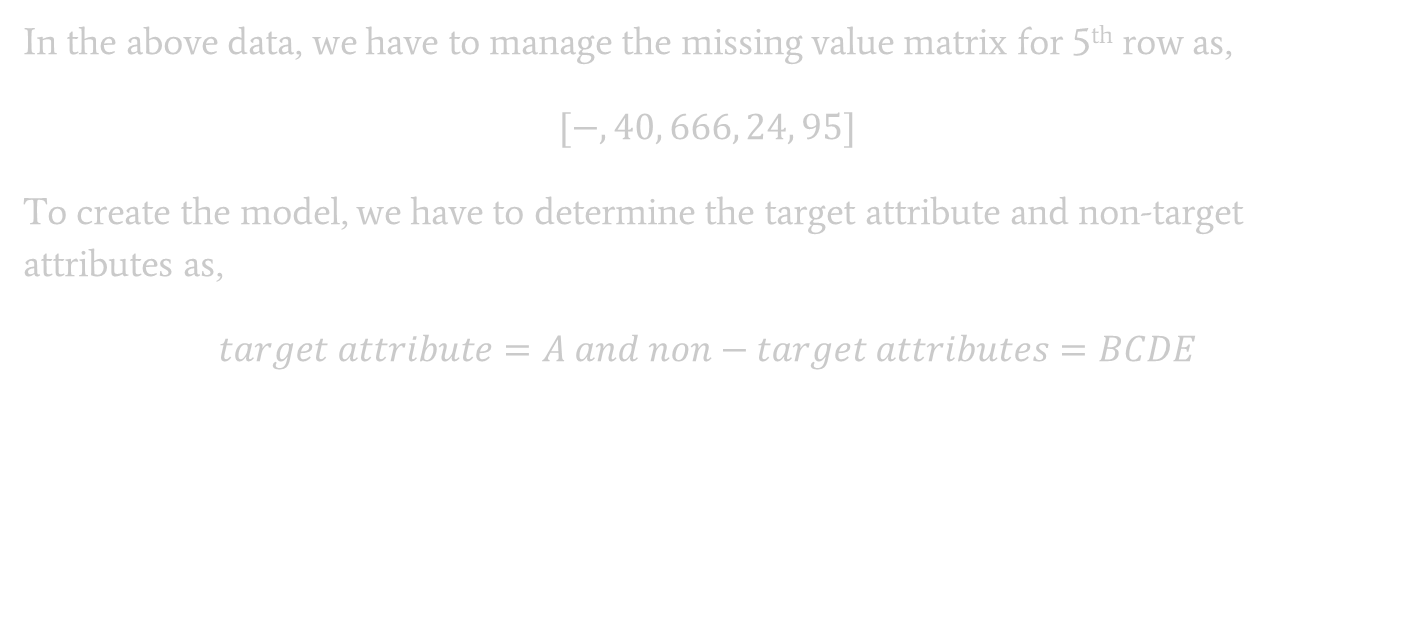 In the above data, we have to manage the missing value matrix for 5th row as,
[−, 40, 666, 24, 95]
To create the model, we have to determine the target attribute and non-target
attributes as,
target attribute = A and non − target attributes = BCDE